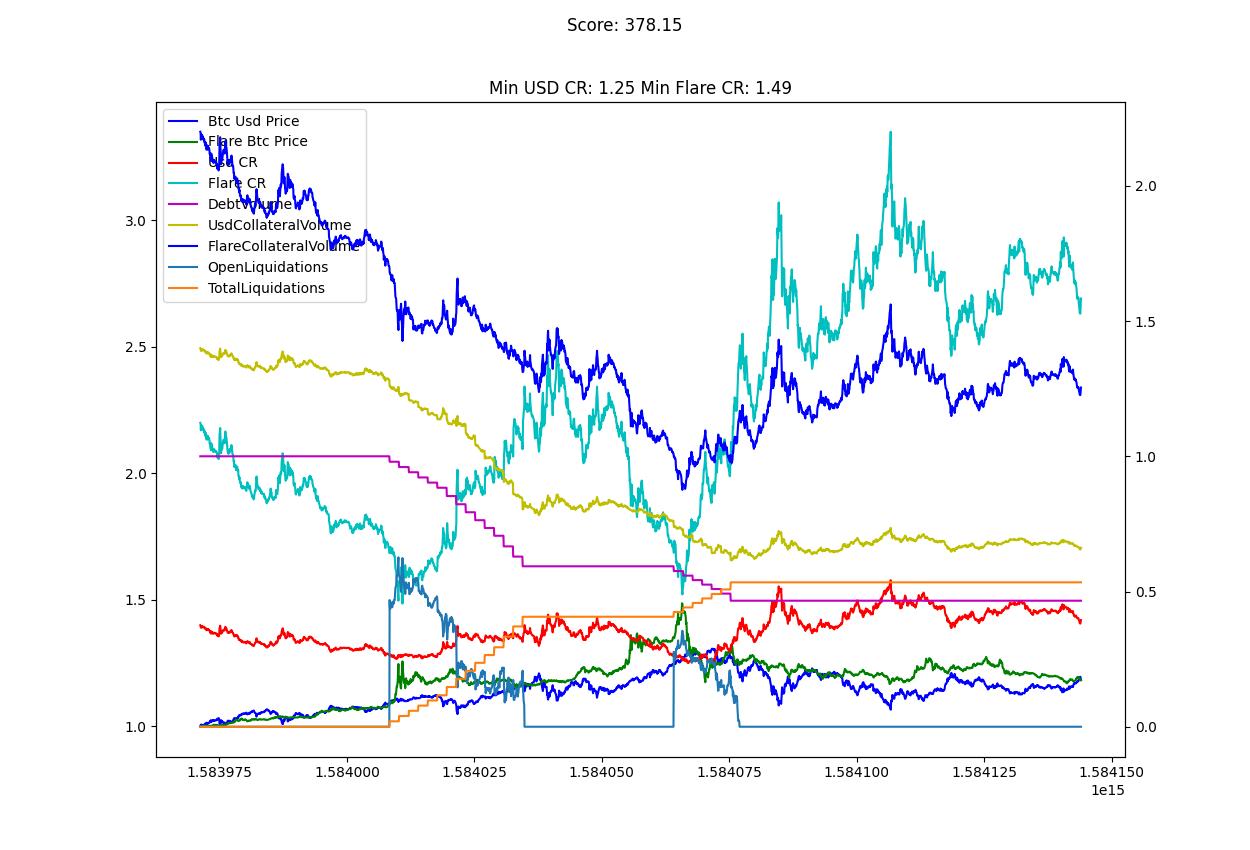 Score: 378.15
Min USD CR: 1.25 Min Flare CR: 1.49
Btc Usd Price
Flare Btc Price
Usd CR
Flare CR
DebtVolume
UsdCollateralVolume
FlareCollateralVolume
OpenLiquidations
TotalLiquidations
3.0
2.5
2.0
1.5
1.0
2.0
1.5
1.0
0.5
0.0
1.583975 1.584000 1.584025 1.584050 1.584075 1.584100 1.584125 1.584150
1e15